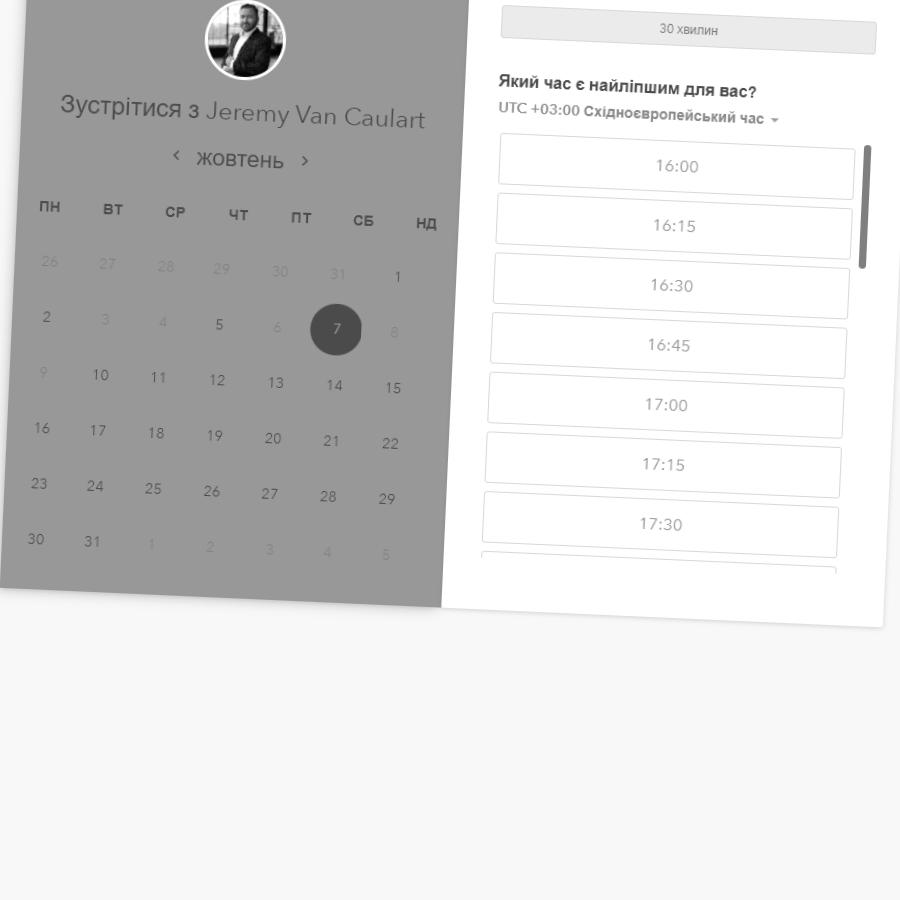 Зустрітися з Jeremy Van Caulart
жовтень
ПН ВТ СР ЧТ ПТ СБ НД
26 27 28 29 30 31 1
2 3 4 5 6 7 8
9 10 11 12 13 14 15
16 17 18 19 20 21 22
23 24 25 26 27 28 29
30 31 1 2 3 4 5
30 хвилин
Який час є найліпшим для вас?
UTC +03:00 Східноєвропейський час
16:00
16:15
16:30
16:45
17:00
17:15
17:30